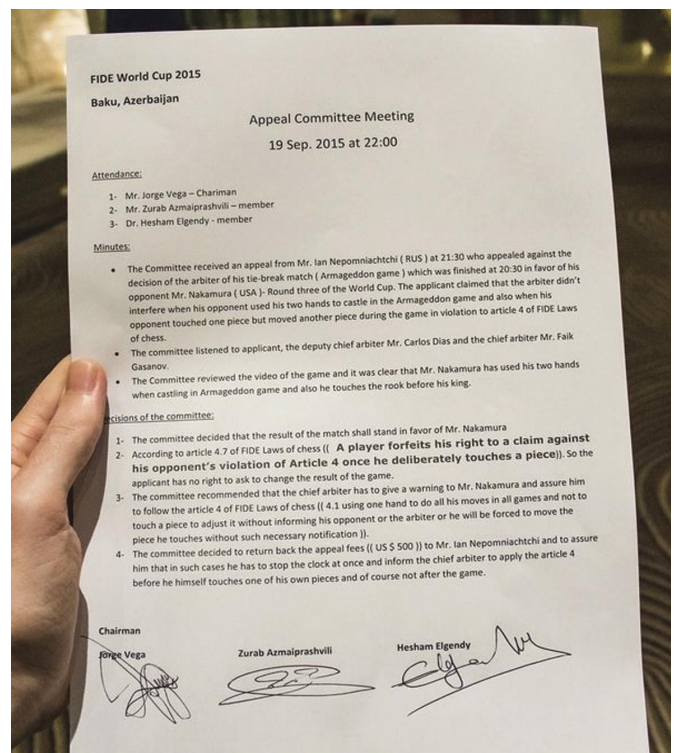 FIDE World Cup 2015
Baku, Azerbaijan
Appeal Committee Meeting
19 Sep. 2015 at 22:00
Attendance:
1- Mr. Jorge Vega – Chariman
2- Mr. Zurab Azmaiprashvili – member
3- Dr. Hesham Elgendy - member
Minutes:
• The Committee received an appeal from Mr. Ian Nepomniachtchi ( RUS ) at 21:30 who appealed against the
decision of the arbiter of his tie-break match ( Armageddon game ) which was finished at 20:30 in favor of his
opponent Mr. Nakamura ( USA )- Round three of the World Cup. The applicant claimed that the arbiter didn't
interfere when his opponent used his two hands to castle in the Armageddon game and also when his
opponent touched one piece but moved another piece during the game in violation to article 4 of FIDE Laws
of chess.
• The committee listened to applicant, the deputy chief arbiter Mr. Carlos Dias and the chief arbiter Mr. Faik
Gasanov.
• The Committee reviewed the video of the game and it was clear that Mr. Nakamura has used his two hands
when castling in Armageddon game and also he touches the rook before his king.
ecisions of the committee:
1- The committee decided that the result of the match shall stand in favor of Mr. Nakamura
2- According to article 4.7 of FIDE Laws of chess (( A player forfeits his right to a claim against
his opponent's violation of Article 4 once he deliberately touches a piece)). So the
applicant has no right to ask to change the result of the game.
3- The committee recommended that the chief arbiter has to give a warning to Mr. Nakamura and assure him
to follow the article 4 of FIDE Laws of chess (( 4.1 using one hand to do all his moves in all games and not to
touch a piece to adjust it without informing his opponent or the arbiter or he will be forced to move the
piece he touches without such necessary notification )).
4- The committee decided to return back the appeal fees (( US $ 500 )) to Mr. Ian Nepomniachtchi and to assure
him that in such cases he has to stop the clock at once and inform the chief arbiter to apply the article 4
before he himself touches one of his own pieces and of course not after the game.
Chairman
Jorge Vega Zurab Azmaiprashvili Hesham Elgendy